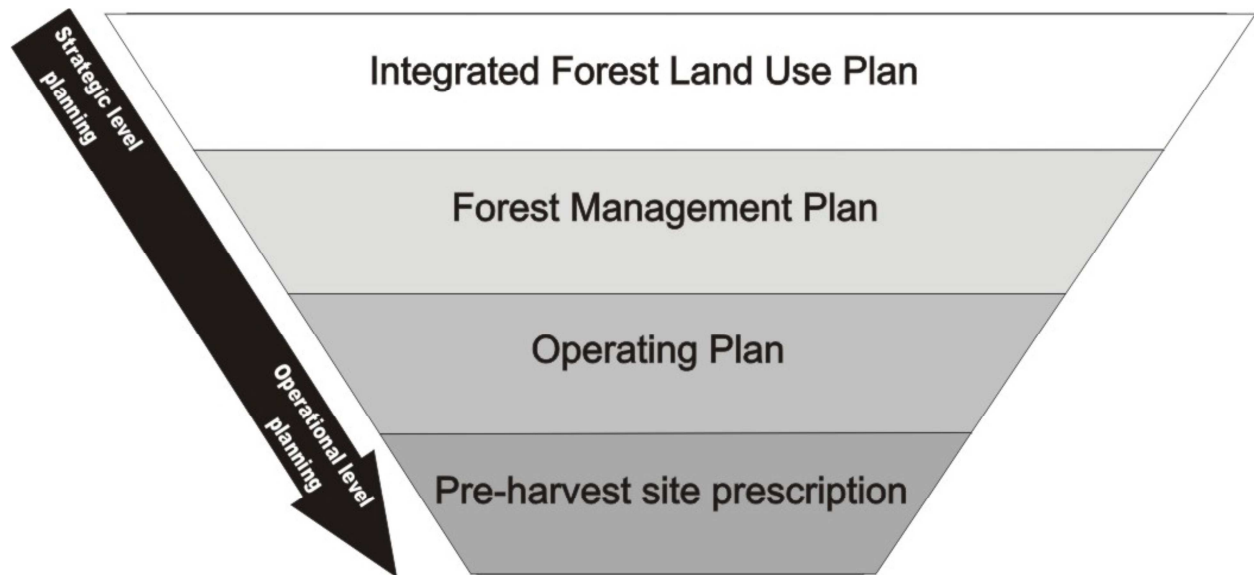 Strategic level
planning
Integrated Forest Land Use Plan
Forest Management Plan
Operating Plan
Operational level
planning
Pre-harvest site prescription